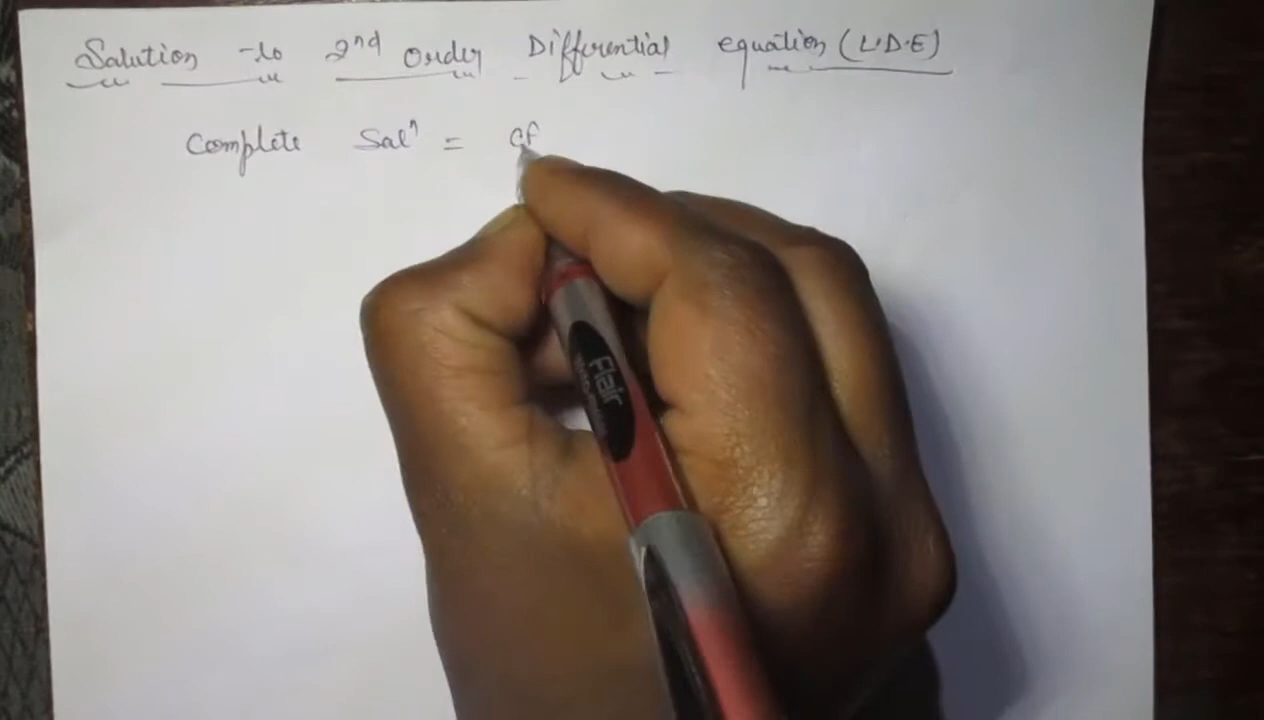 Solution to 2nd Order Differential equation (L.D.E)
Complete Solⁿ = CF
Flair